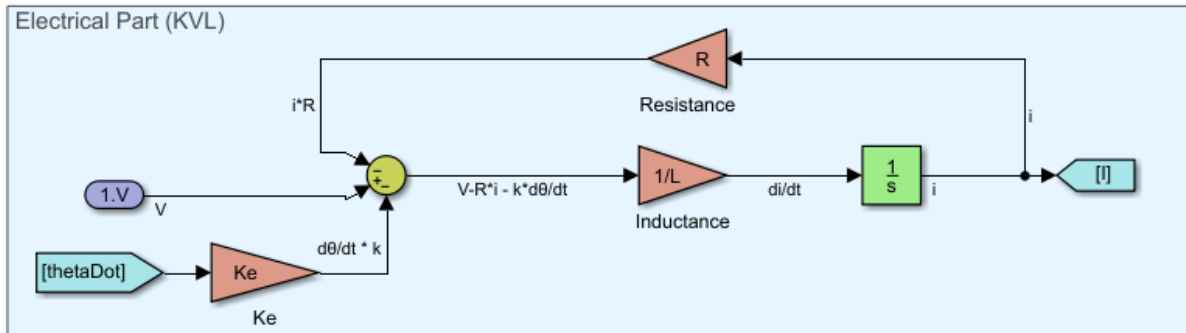 Electrical Part (KVL)
R
Resistance
i*R
i
1.V
V
−
+
−
V-R*i - k*dθ/dt
1/L
Inductance
di/dt
1
s
i
[I]
dθ/dt * k
[thetaDot]
Ke
Ke